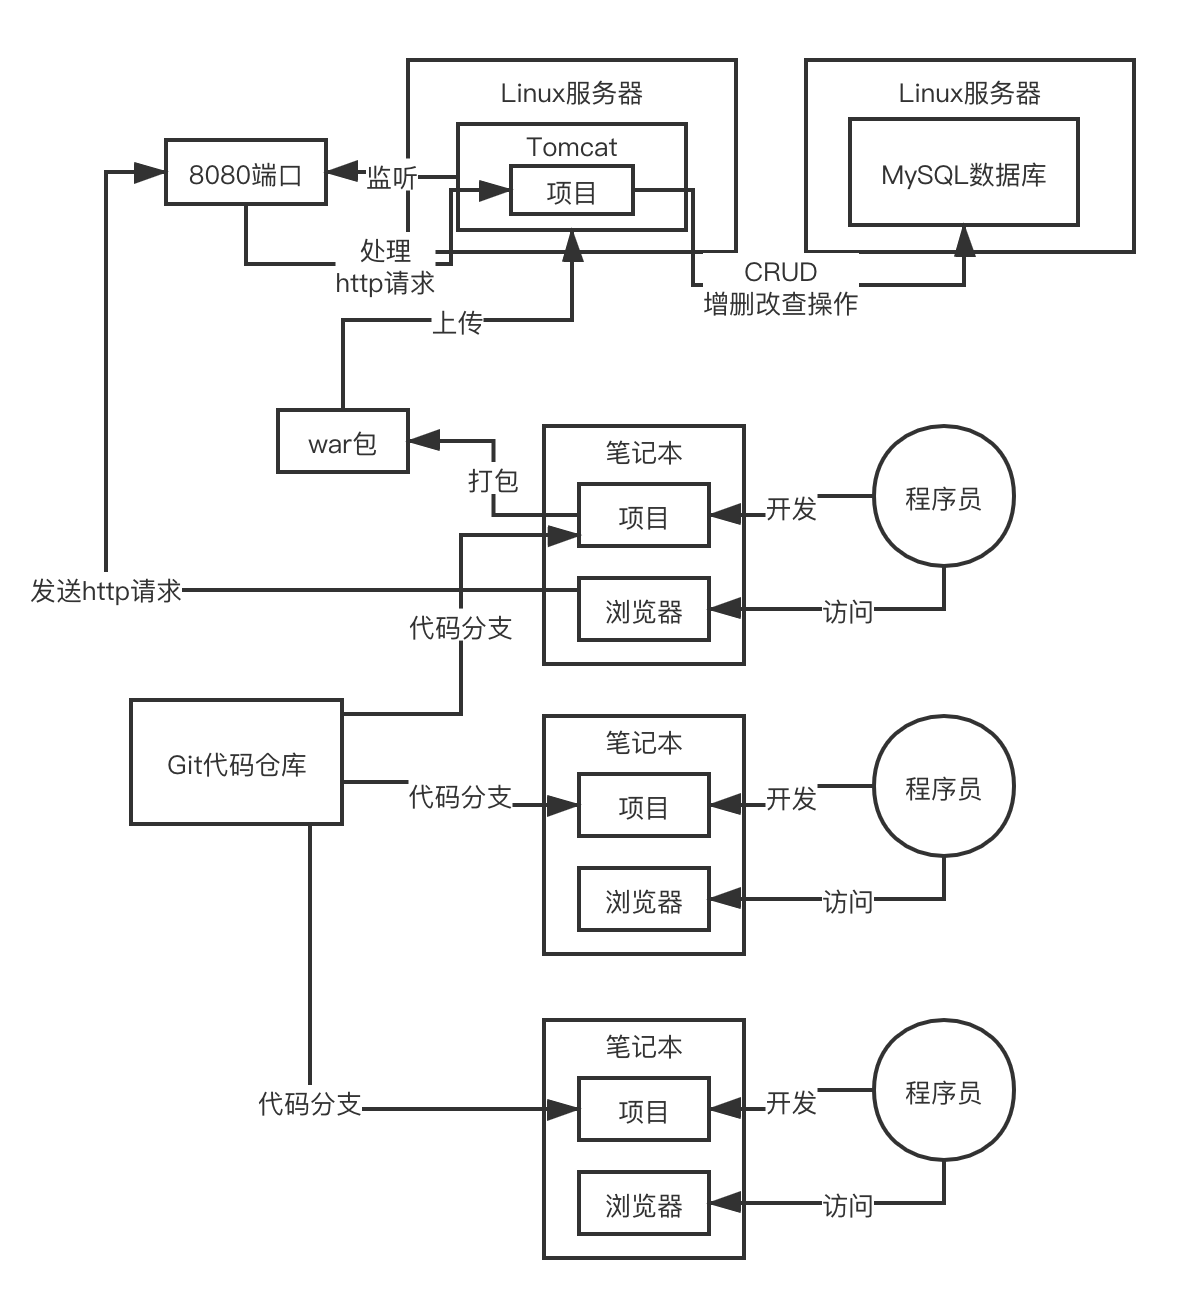 Linux服务器
Linux服务器
Tomcat
8080端口
监听
项目
MySQL数据库
处理
http请求
CRUD
增删改查操作
上传
war包
笔记本
打包
项目
开发
程序员
发送http请求
浏览器
访问
代码分支
Git代码仓库
笔记本
代码分支
项目
开发
程序员
浏览器
访问
笔记本
代码分支
项目
开发
程序员
浏览器
访问